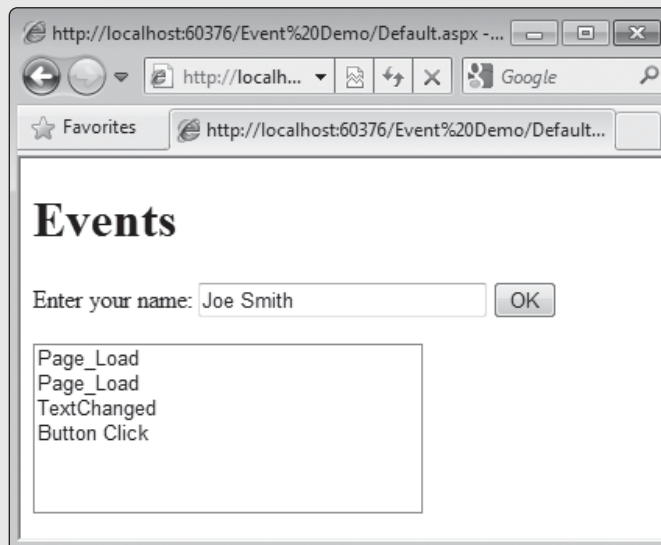 http://localhost:60376/Event%20Demo/Default.aspx -...
http://localh...
Google
Favorites
http://localhost:60376/Event%20Demo/Default...
Events
Enter your name: Joe Smith OK
Page_Load
Page_Load
TextChanged
Button Click